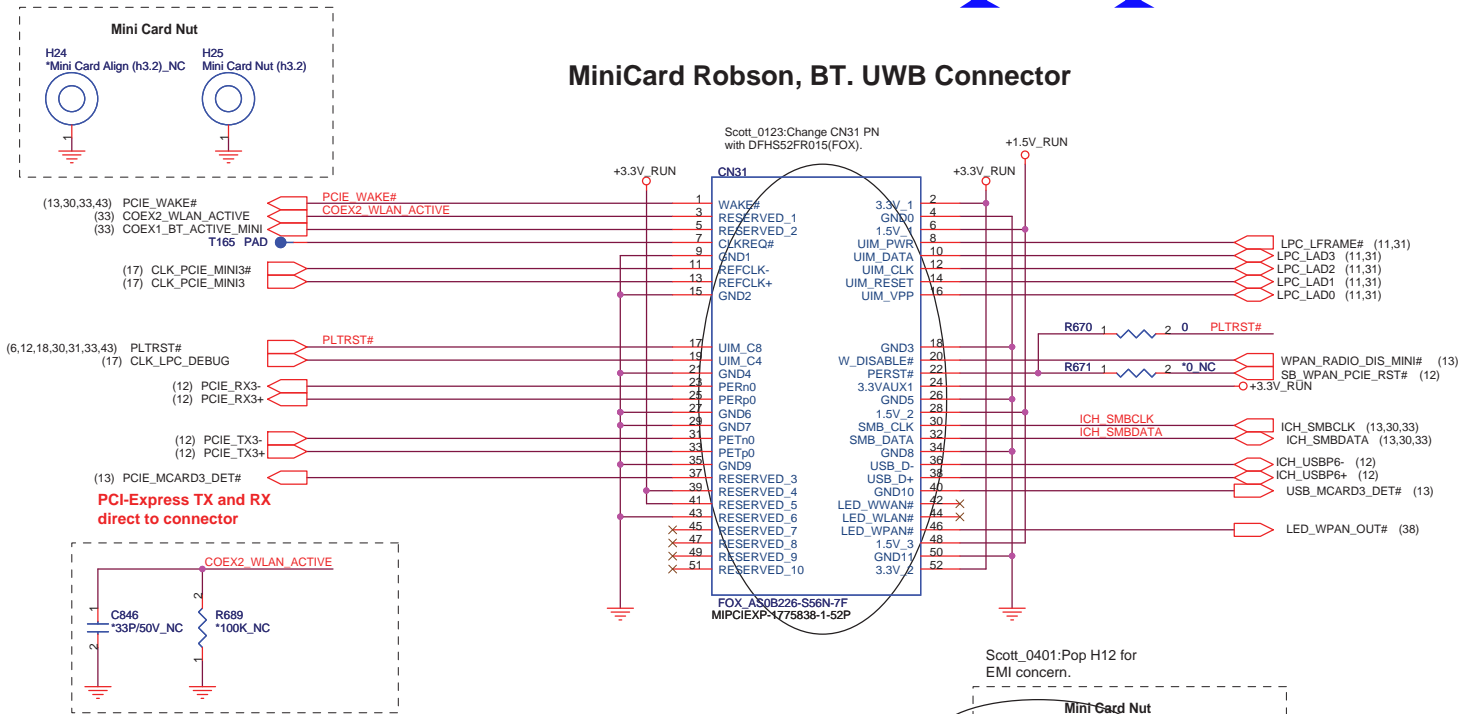 Mini Card Nut
H24
*Mini Card Align (h3.2)_NC
1
H25
Mini Card Nut (h3.2)
1
MiniCard Robson, BT. UWB Connector
Scott_0123:Change CN31 PN
with DFHS52FR015(FOX).
+1.5V_RUN
+3.3V_RUN
CN31
+3.3V_RUN
(13,30,33,43) PCIE_WAKE# PCIE_WAKE# 1 WAKE#
(33) COEX2_WLAN_ACTIVE COEX2_WLAN_ACTIVE 3 RESERVED_1
(33) COEX1_BT_ACTIVE_MINI 5 RESERVED_2
T165 PAD 7 CLKREQ#
9 GND1
(17) CLK_PCIE_MINI3# 11 REFCLK-
(17) CLK_PCIE_MINI3 13 REFCLK+
15 GND2
(6,12,18,30,31,33,43) PLTRST# PLTRST# 17 UIM_C8
(17) CLK_LPC_DEBUG 19 UIM_C4
21 GND4
(12) PCIE_RX3- 23 PERn0
(12) PCIE_RX3+ 25 PERp0
27 GND6
29 GND7
(12) PCIE_TX3- 31 PETn0
(12) PCIE_TX3+ 33 PETp0
35 GND9
(13) PCIE_MCARD3_DET# 37 RESERVED_3
39 RESERVED_4
41 RESERVED_5
43 RESERVED_6
45 RESERVED_7
47 RESERVED_8
49 RESERVED_9
51 RESERVED_10
3.3V_1 2
GND0 4
1.5V_1 6
UIM_PWR 8 LPC_LFRAME# (11,31)
UIM_DATA 10 LPC_LAD3 (11,31)
UIM_CLK 12 LPC_LAD2 (11,31)
UIM_RESET 14 LPC_LAD1 (11,31)
UIM_VPP 16 LPC_LAD0 (11,31)
R670 1 2 0 PLTRST#
GND3 18
W_DISABLE# 20 WPAN_RADIO_DIS_MINI# (13)
PERST# 22 R671 1 2 *0_NC SB_WPAN_PCIE_RST# (12)
3.3VAUX1 24 +3.3V_RUN
GND5 26
1.5V_2 28
SMB_CLK 30 ICH_SMBCLK ICH_SMBCLK (13,30,33)
SMB_DATA 32 ICH_SMBDATA ICH_SMBDATA (13,30,33)
GND8 34
USB_D- 36 ICH_USBP6- (12)
USB_D+ 38 ICH_USBP6+ (12)
GND10 40 USB_MCARD3_DET# (13)
LED_WWAN# 42
LED_WLAN# 44
LED_WPAN# 46 LED_WPAN_OUT# (38)
1.5V_3 48
GND11 50
3.3V_2 52
FOX_AS0B226-S56N-7F
MIPCIEXP-1775838-1-52P
PCI-Express TX and RX
direct to connector
COEX2_WLAN_ACTIVE
1
C846
*33P/50V_NC
2
2
R689
*100K_NC
1
Scott_0401:Pop H12 for
EMI concern.
Mini Card Nut